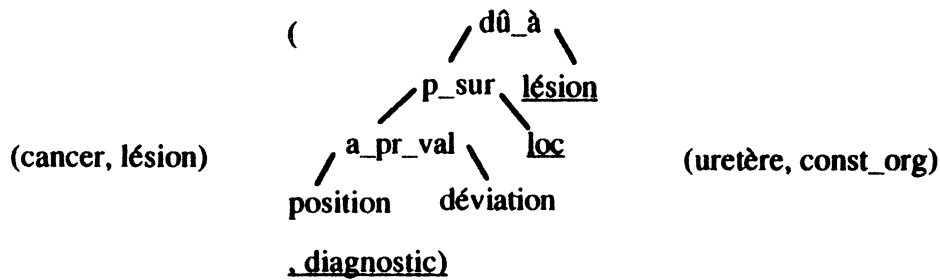 ( dû_à
p_sur lésion
(cancer, lésion) a_pr_val loc (uretère, const_org)
position déviation
, diagnostic)